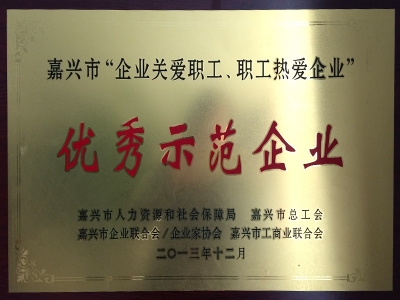 嘉兴市“企业关爱职工、职工热爱企业”
优秀示范企业
嘉兴市人力资源和社会保障局 嘉兴市总工会
嘉兴市企业联合会/企业家协会 嘉兴市工商业联合会
二〇一三年十二月